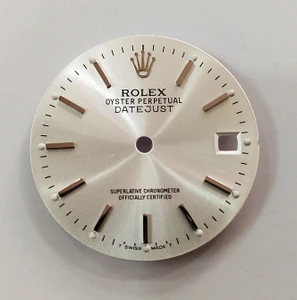 ROLEX
OYSTER PERPETUAL
DATEJUST
SUPERLATIVE CHRONOMETER
OFFICIALLY CERTIFIED
T SWISS MADE T